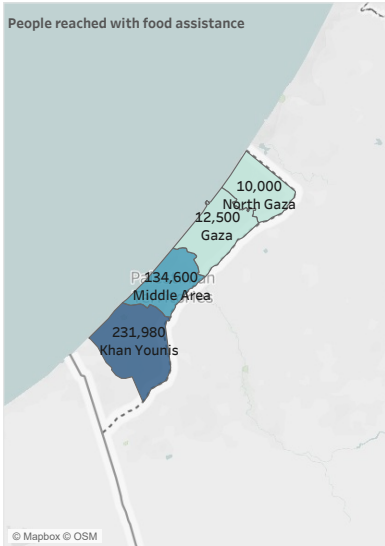 People reached with food assistance
10,000
North Gaza
12,500
Gaza
134,600
Middle Area
231,980
Khan Younis
© Mapbox © OSM